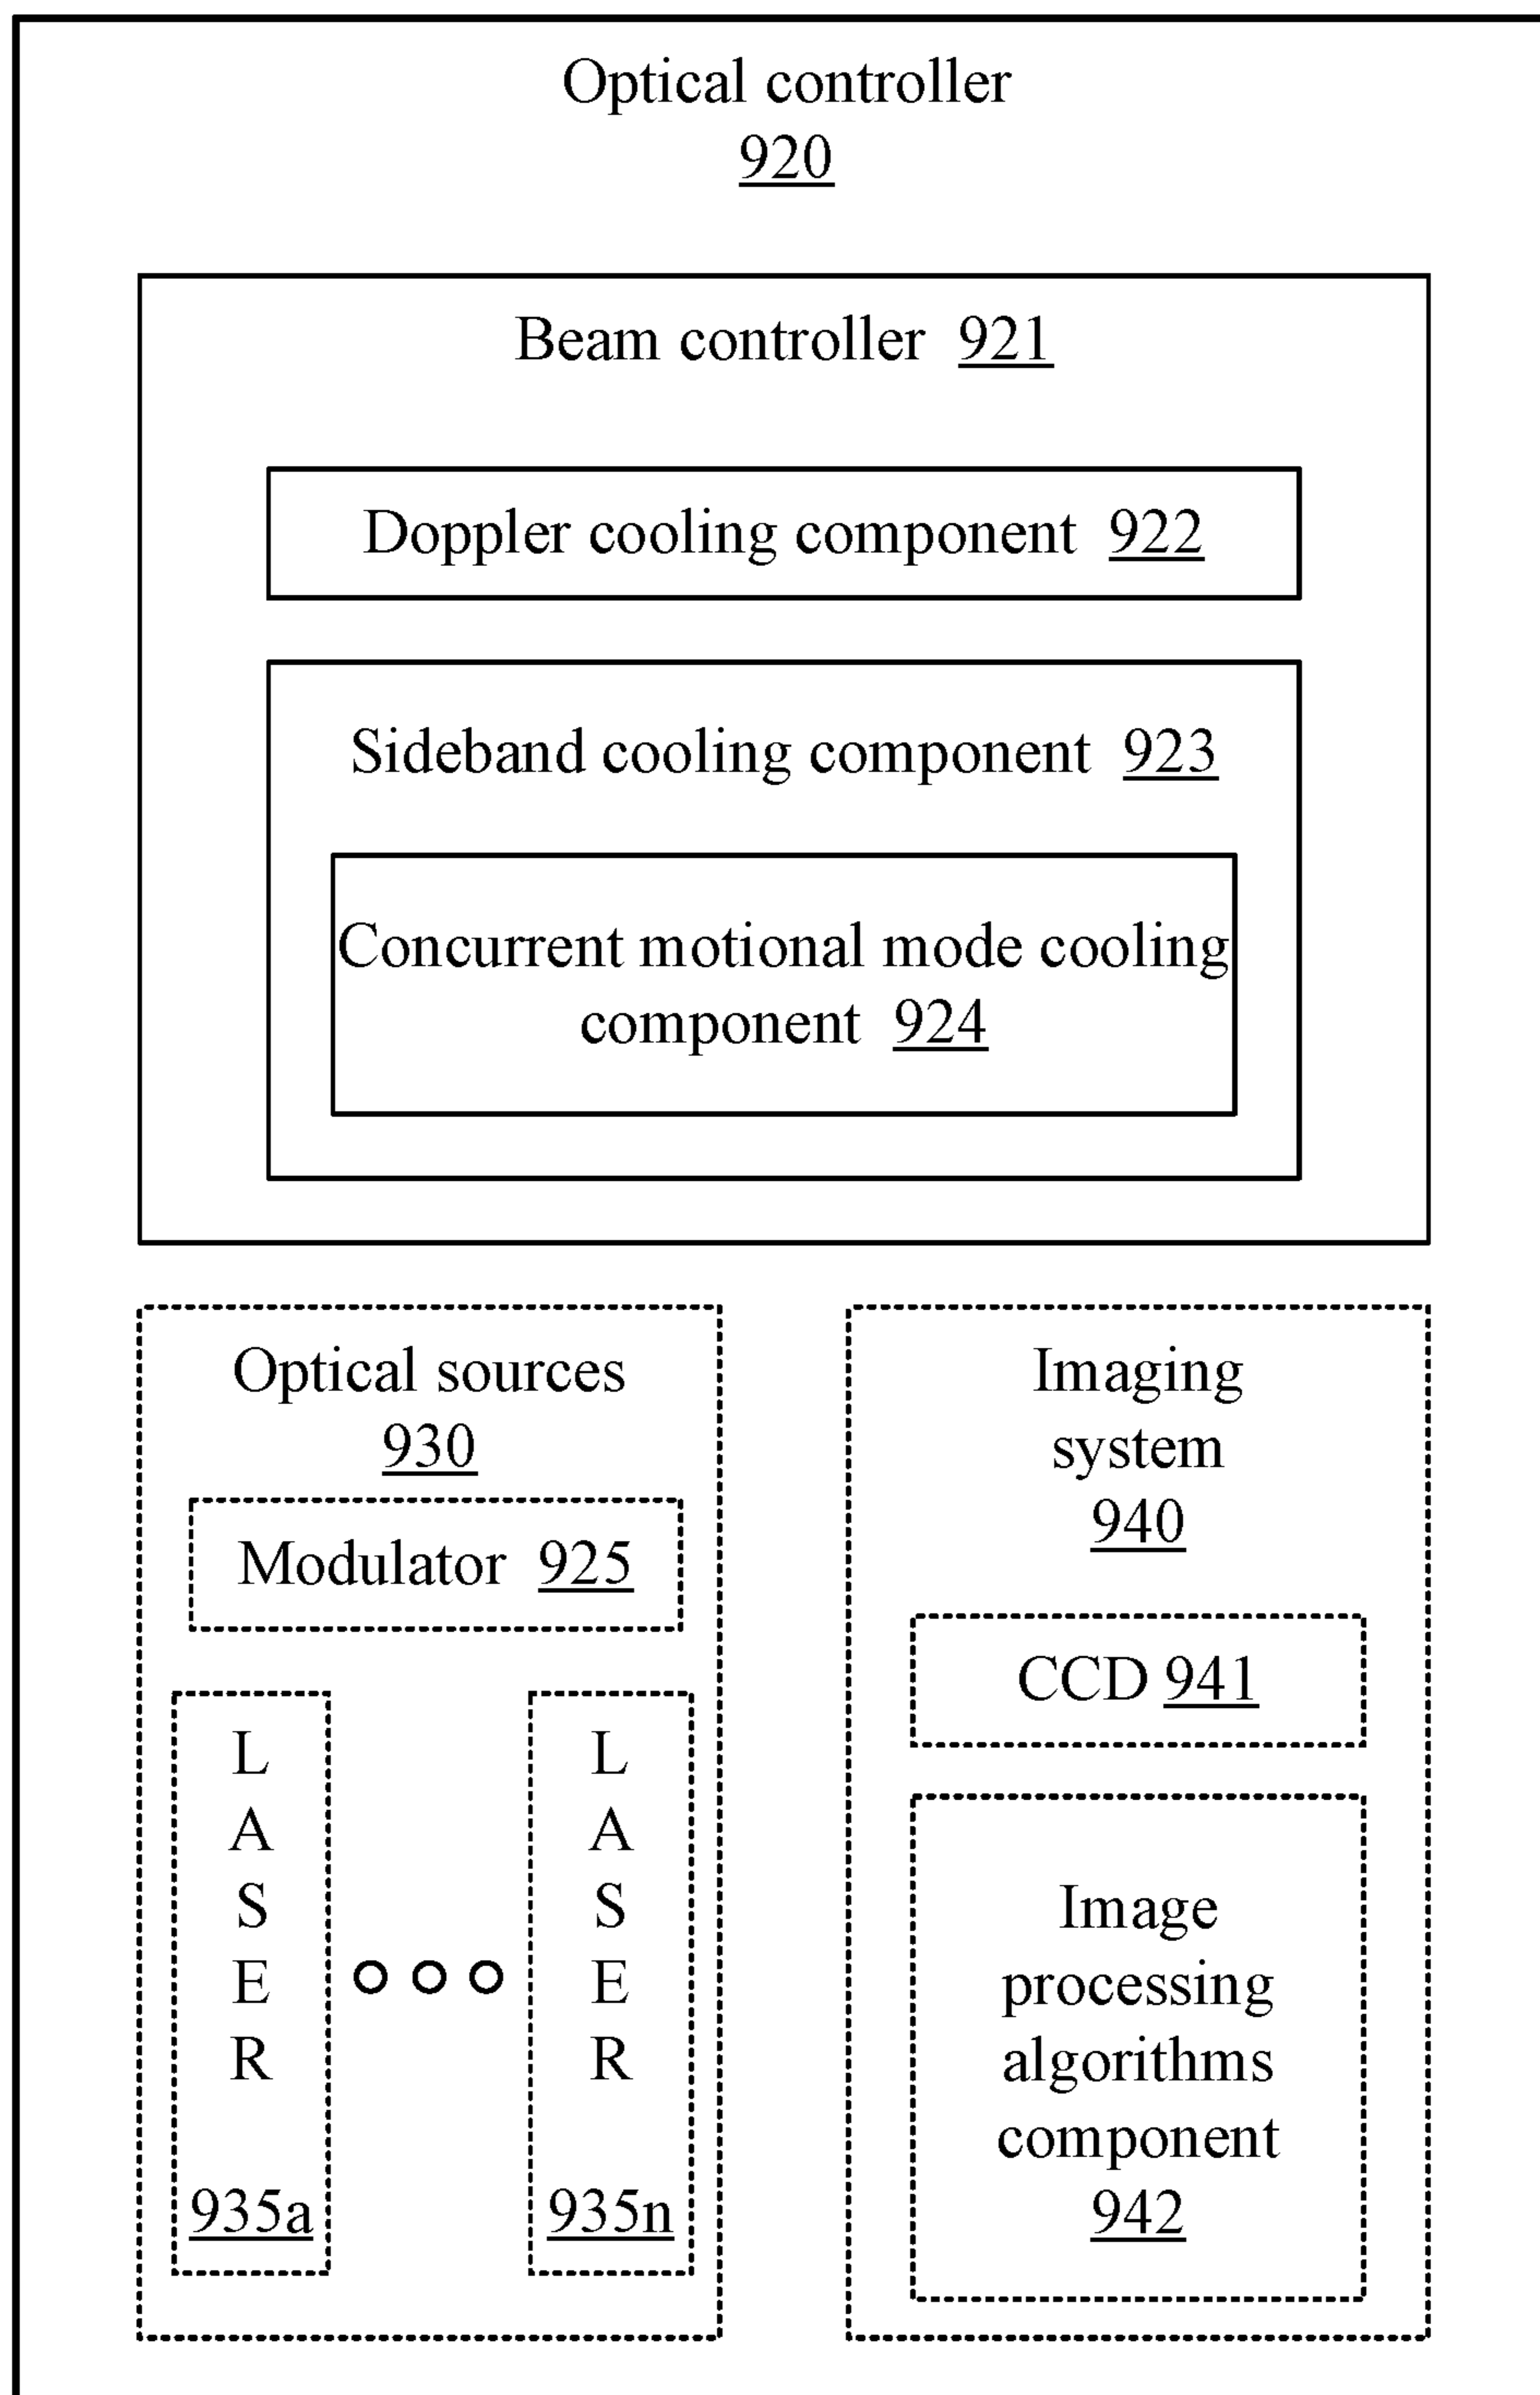 Optical controller
920
Beam controller 921
Doppler cooling component 922
Sideband cooling component 923
Concurrent motional mode cooling
component 924
Optical sources
930
Modulator 925
L
A
S
E
R
935a
L
A
S
E
R
935n
Imaging
system
940
CCD 941
Image
processing
algorithms
component
942